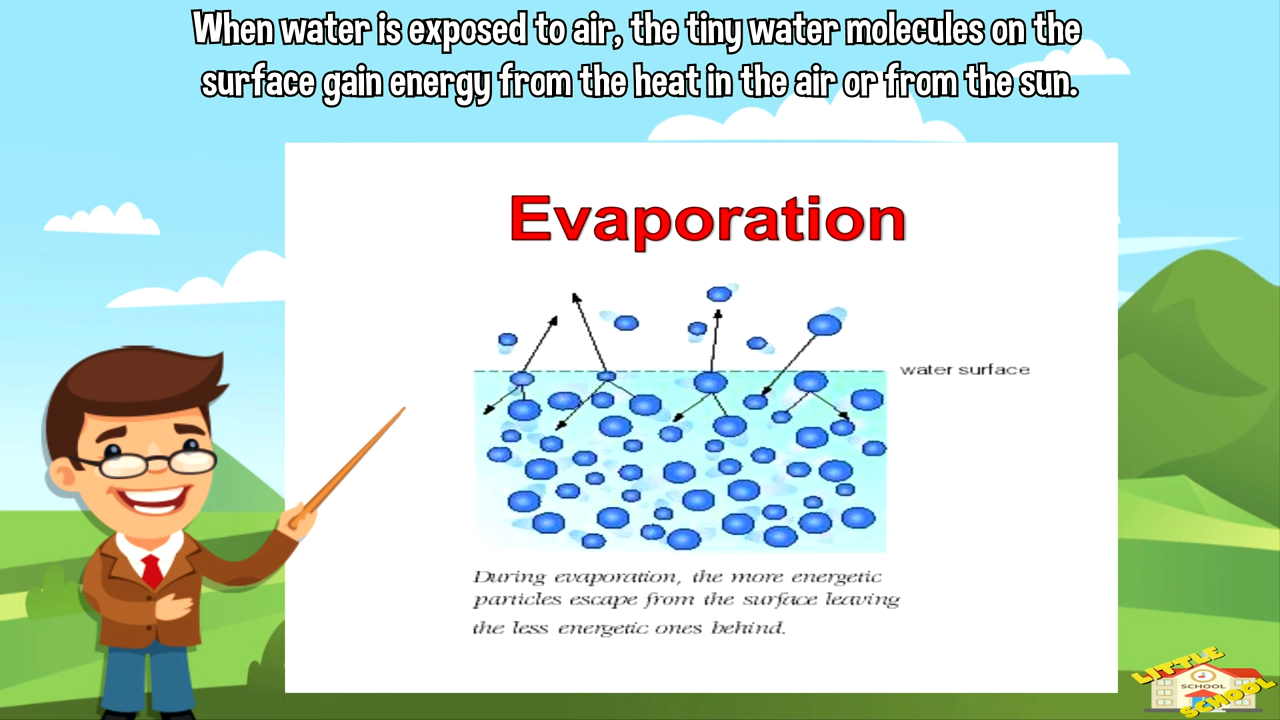 When water is exposed to air, the tiny water molecules on the
surface gain energy from the heat in the air or from the sun.
Evaporation
water surface
During evaporation, the more energetic
particles escape from the surface leaving
the less energetic ones behind.
LITTLE
SCHOOL
SCHOOL